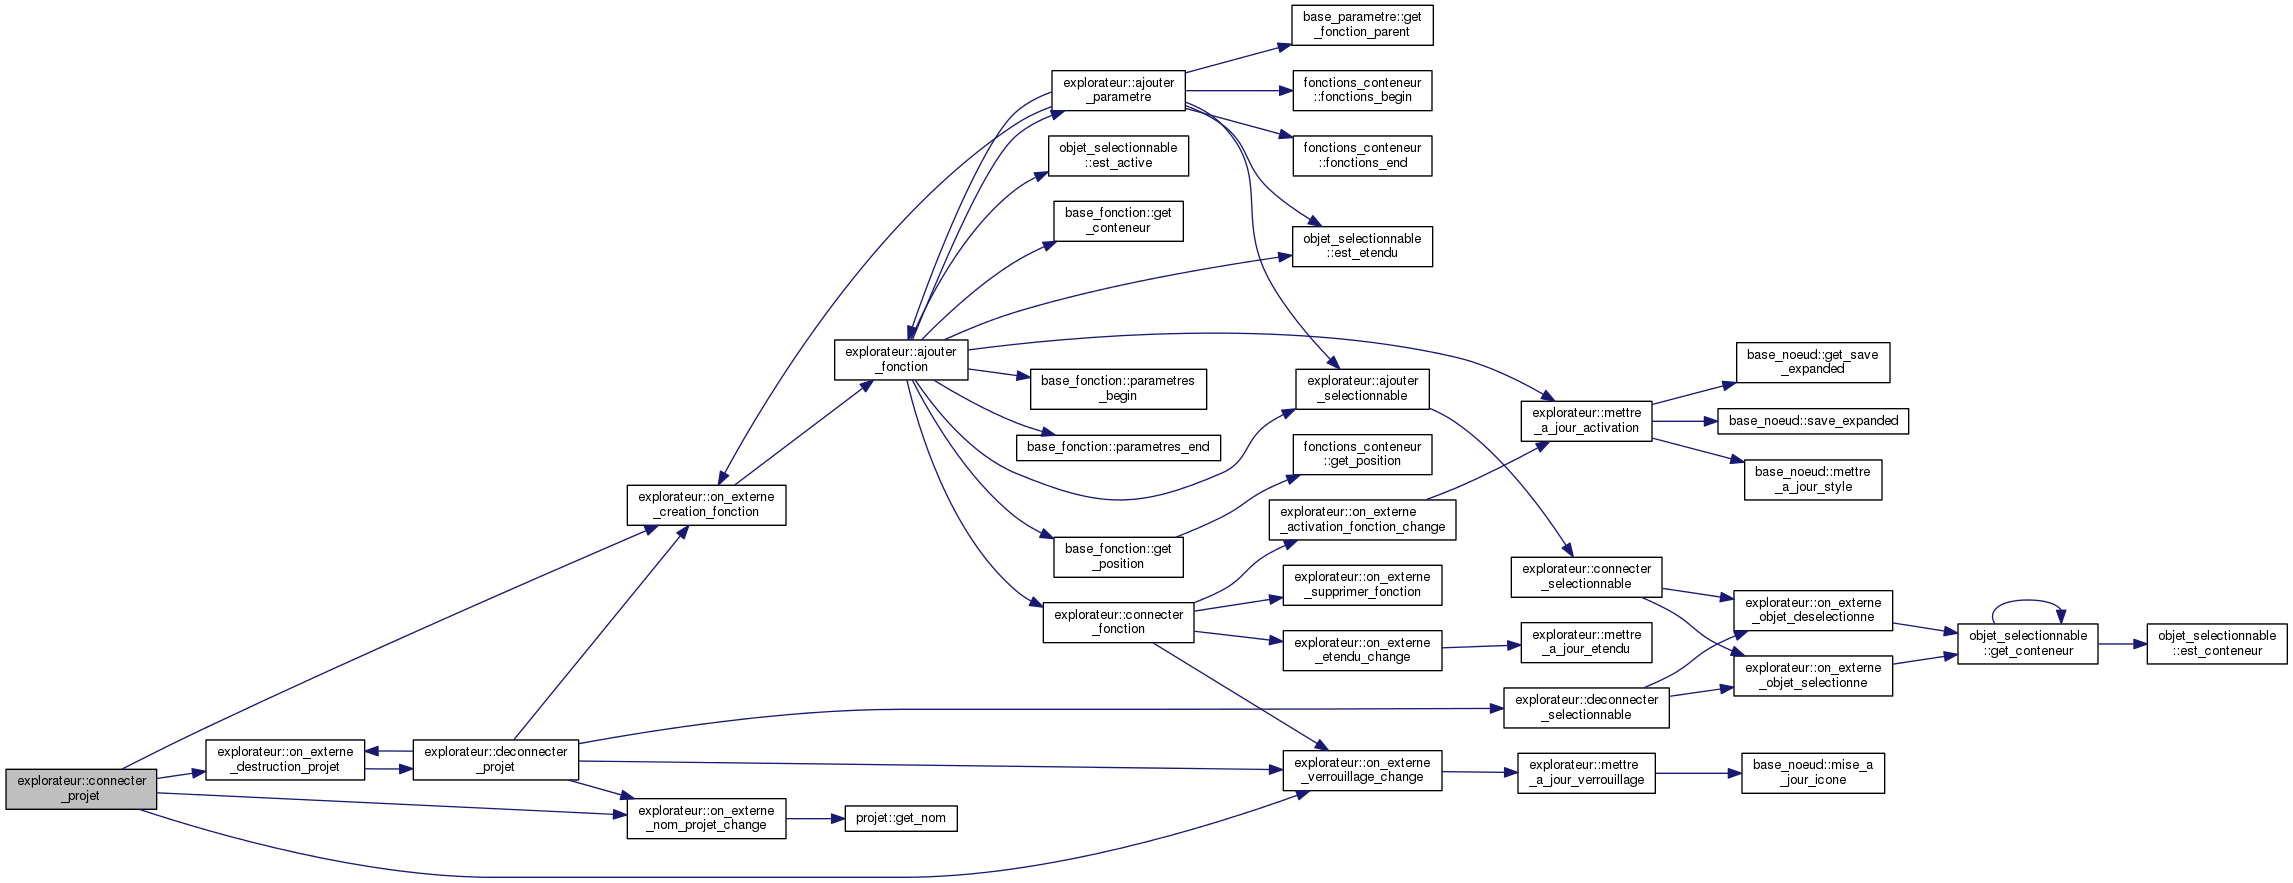 explorateur::connecter
_projet
explorateur::on_externe
_destruction_projet
explorateur::deconnecter
_projet
explorateur::on_externe
_creation_fonction
explorateur::on_externe
_nom_projet_change
projet::get_nom
explorateur::ajouter
_fonction
explorateur::ajouter
_parametre
objet_selectionnable
::est_active
base_fonction::get
_conteneur
base_fonction::parametres
_begin
base_fonction::parametres_end
base_fonction::get
_position
explorateur::connecter
_fonction
base_parametre::get
_fonction_parent
fonctions_conteneur
::fonctions_begin
fonctions_conteneur
::fonctions_end
objet_selectionnable
::est_etendu
explorateur::ajouter
_selectionnable
fonctions_conteneur
::get_position
explorateur::on_externe
_activation_fonction_change
explorateur::on_externe
_supprimer_fonction
explorateur::on_externe
_etendu_change
explorateur::on_externe
_verrouillage_change
explorateur::mettre
_a_jour_activation
explorateur::connecter
_selectionnable
explorateur::mettre
_a_jour_etendu
explorateur::deconnecter
_selectionnable
explorateur::mettre
_a_jour_verrouillage
base_noeud::get_save
_expanded
base_noeud::save_expanded
base_noeud::mettre
_a_jour_style
explorateur::on_externe
_objet_deselectionne
explorateur::on_externe
_objet_selectionne
base_noeud::mise_a
_jour_icone
objet_selectionnable
::get_conteneur
objet_selectionnable
::est_conteneur